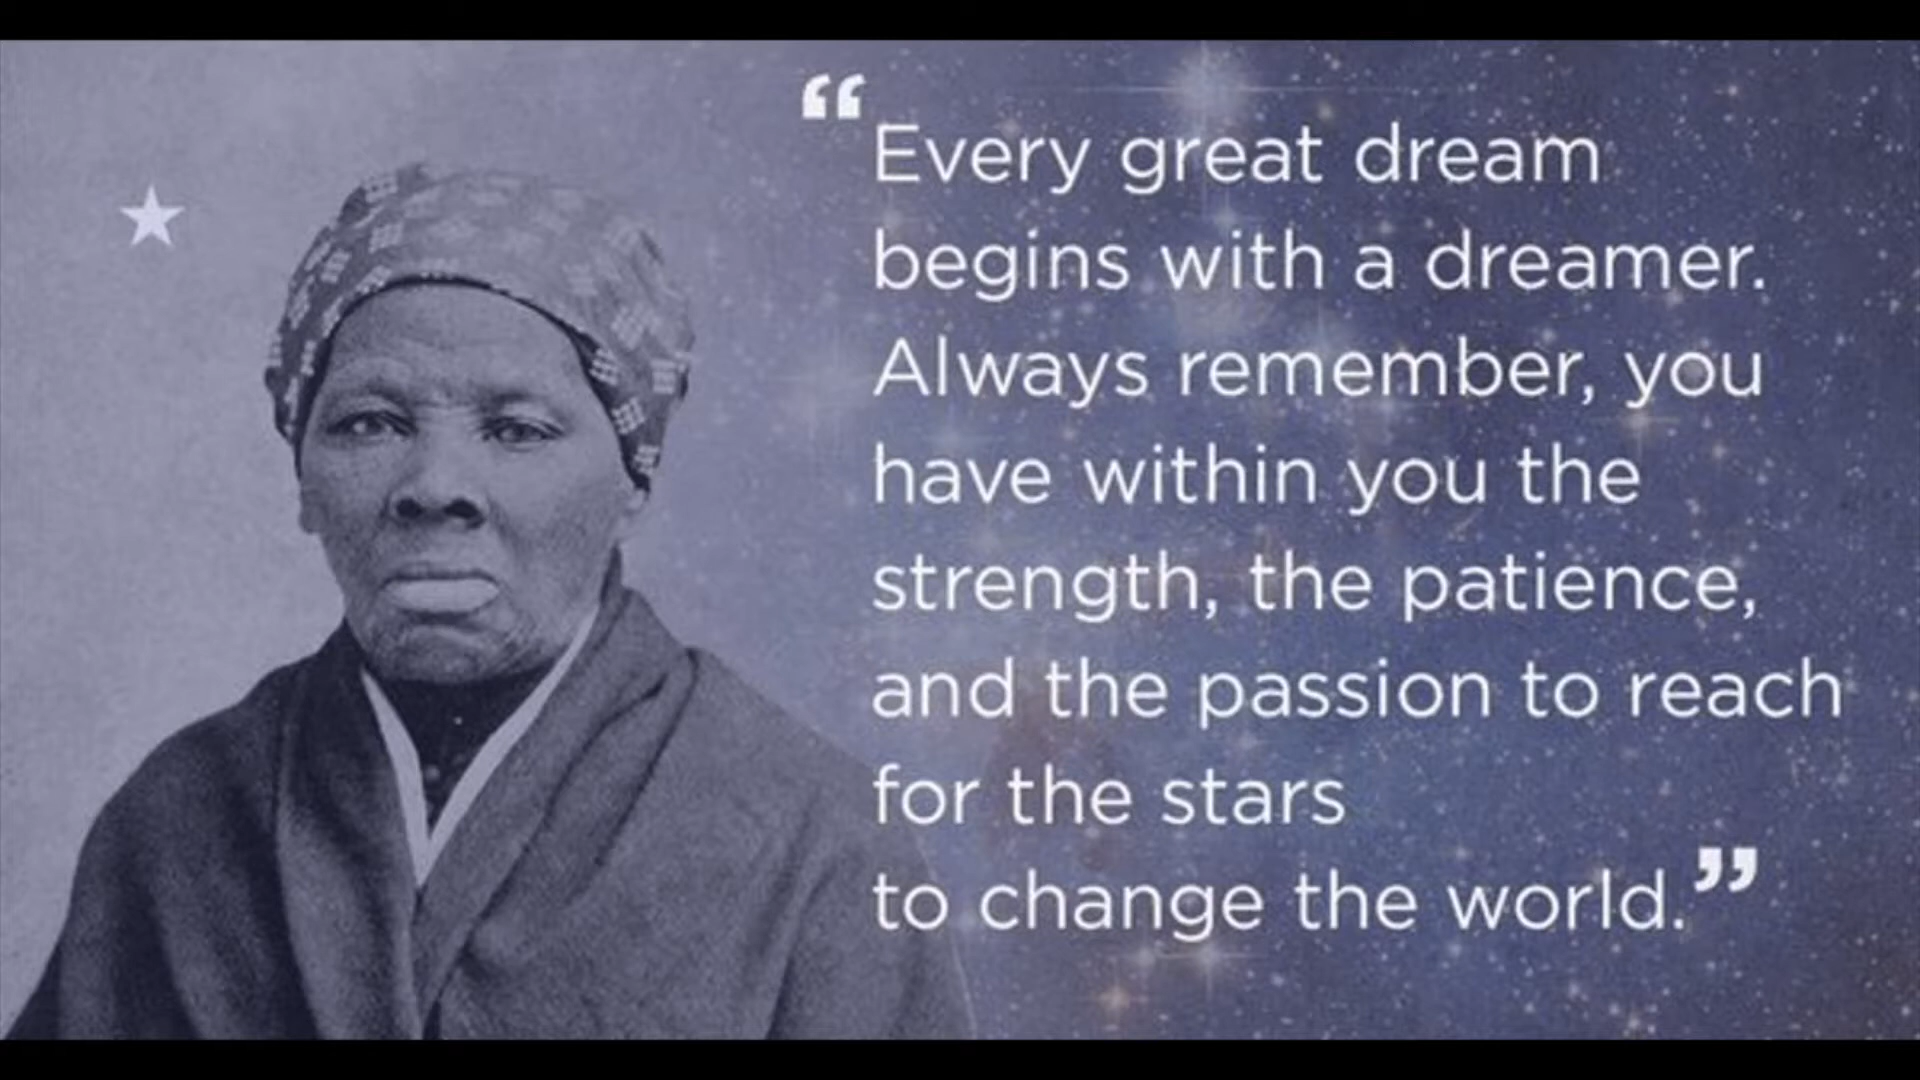 “Every great dream
begins with a dreamer.
Always remember, you
have within you the
strength, the patience,
and the passion to reach
for the stars
to change the world.”